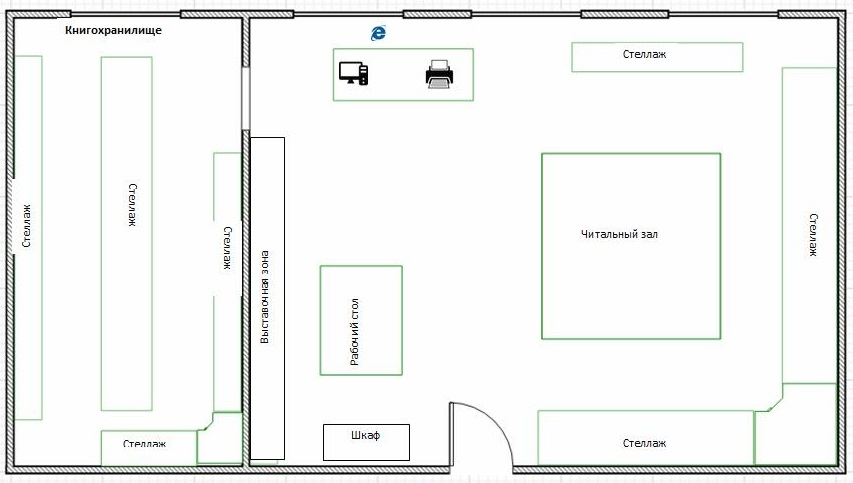 Книгохранилище
Стеллаж
Стеллаж
Стеллаж
Стеллаж
Выставочная зона
Рабочий стол
Шкаф
Стеллаж
Читальный зал
Стеллаж
Стеллаж